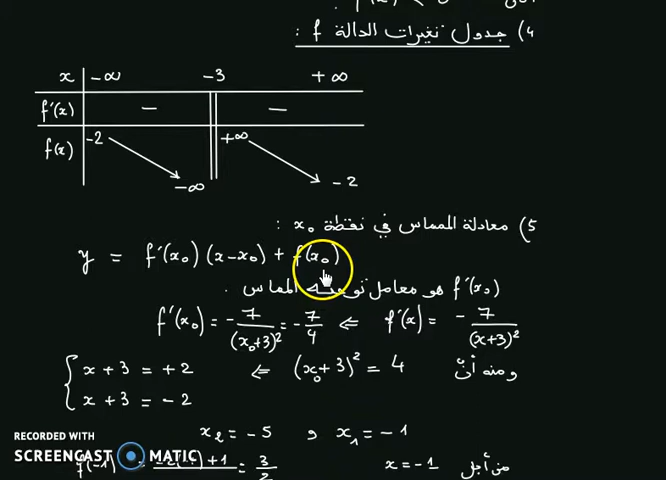 4) جدول تغيرات الدالة f :
x -∞ -3 + ∞
f'(x) - -
f(x) -2 -∞ +∞ -2
5) معادلة المماس في نقطة x₀ :
y = f'(x₀) (x-x₀) + f(x₀)
f'(x₀) هو معامل توجيه المماس .
f'(x) = - 7/(x+3)² ⇐ f'(x₀) = - 7/(x₀+3)² = - 7/4
ومنه أنّ (x₀+3)² = 4 ⇐ { x + 3 = +2
x + 3 = - 2
x₁ = -1 و x₂ = -5
من أجل x = -1 = 3/2
RECORDED WITH
SCREENCAST MATIC